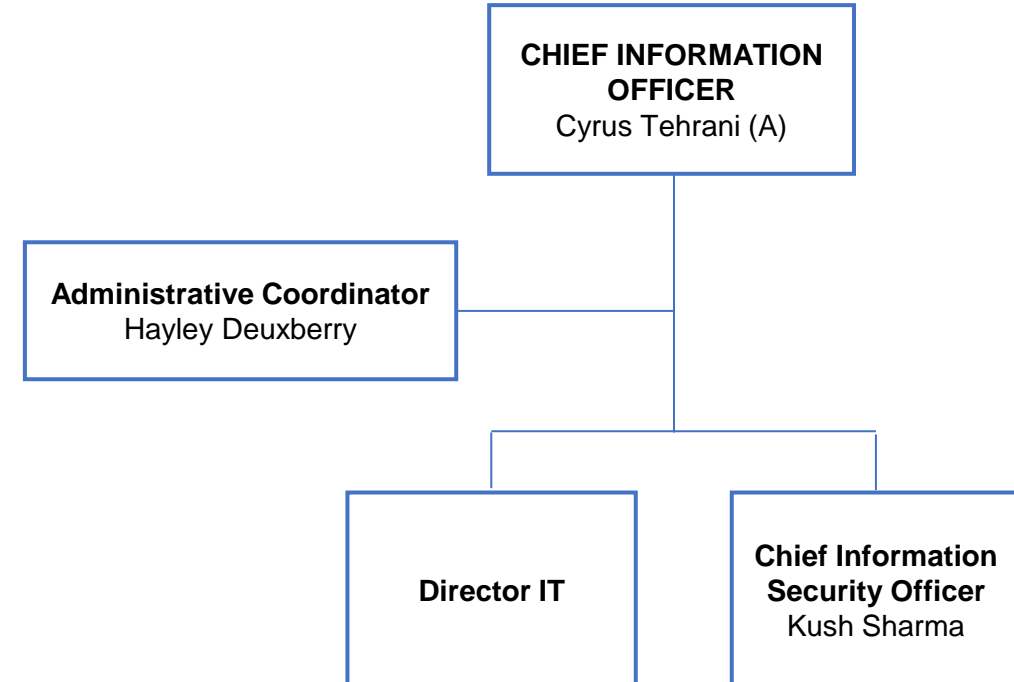 CHIEF INFORMATION
OFFICER
Cyrus Tehrani (A)
Administrative Coordinator
Hayley Deuxberry
Director IT
Chief Information
Security Officer
Kush Sharma